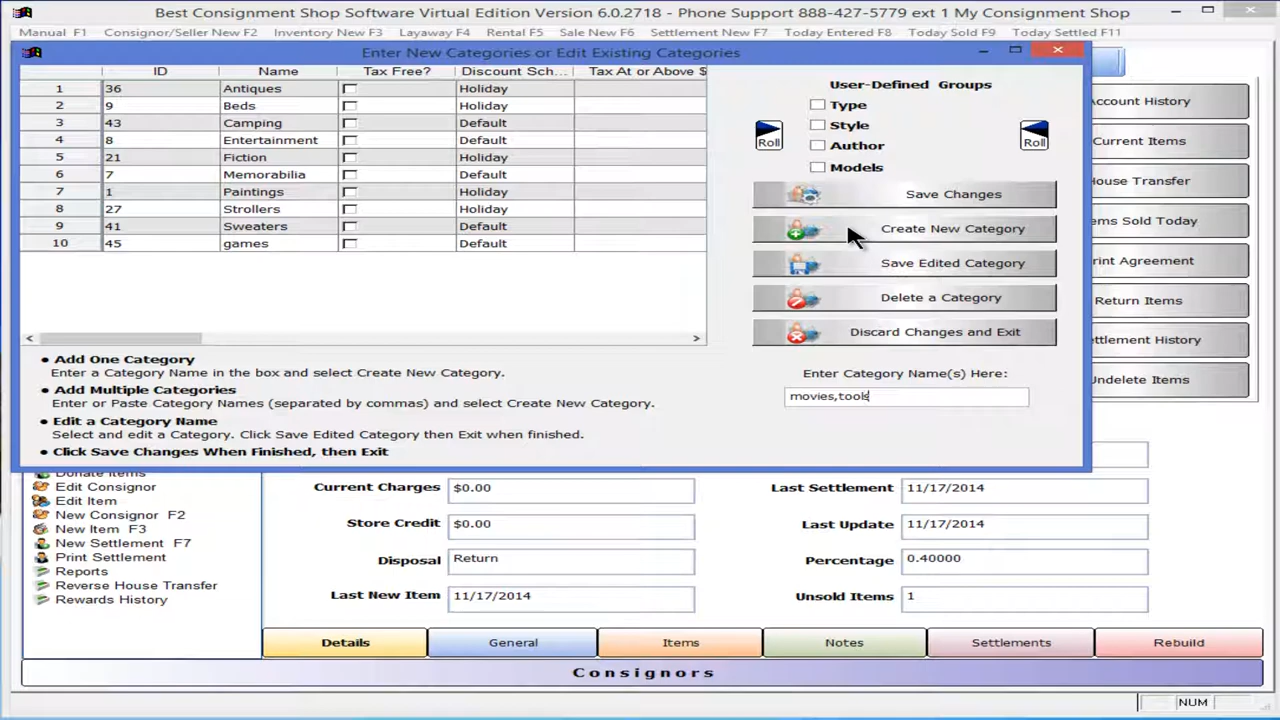 Best Consignment Shop Software Virtual Edition Version 6.0.2718 - Phone Support 888-427-5779 ext 1 My Consignment Shop
Manual F1 Consignor/Seller New F2 Inventory New F3 Layaway F4 Rental F5 Sale New F6 Settlement New F7 Today Entered F8 Today Sold F9 Today Settled F11
Enter New Categories or Edit Existing Categories
ID Name Tax Free? Discount Sch... Tax At or Above $
1 36 Antiques Holiday
2 9 Beds Holiday
3 43 Camping Default
4 8 Entertainment Default
5 21 Fiction Holiday
6 7 Memorabilia Default
7 1 Paintings Holiday
8 27 Strollers Holiday
9 41 Sweaters Default
10 45 games Default
User-Defined Groups
Type
Style
Author
Models
Roll
Roll
Save Changes
Create New Category
Save Edited Category
Delete a Category
Discard Changes and Exit
Enter Category Name(s) Here:
movies,tools
• Add One Category
Enter a Category Name in the box and select Create New Category.
• Add Multiple Categories
Enter or Paste Category Names (separated by commas) and select Create New Category.
• Edit a Category Name
Select and edit a Category. Click Save Edited Category then Exit when finished.
• Click Save Changes When Finished, then Exit
Account History
Current Items
House Transfer
ems Sold Today
rint Agreement
Return Items
ettlement History
Undelete Items
Donate Items
Edit Consignor
Edit Item
New Consignor F2
New Item F3
New Settlement F7
Print Settlement
Reports
Reverse House Transfer
Rewards History
Current Charges $0.00
Store Credit $0.00
Disposal Return
Last New Item 11/17/2014
Last Settlement 11/17/2014
Last Update 11/17/2014
Percentage 0.40000
Unsold Items 1
Details General Items Notes Settlements Rebuild
Consignors
NUM